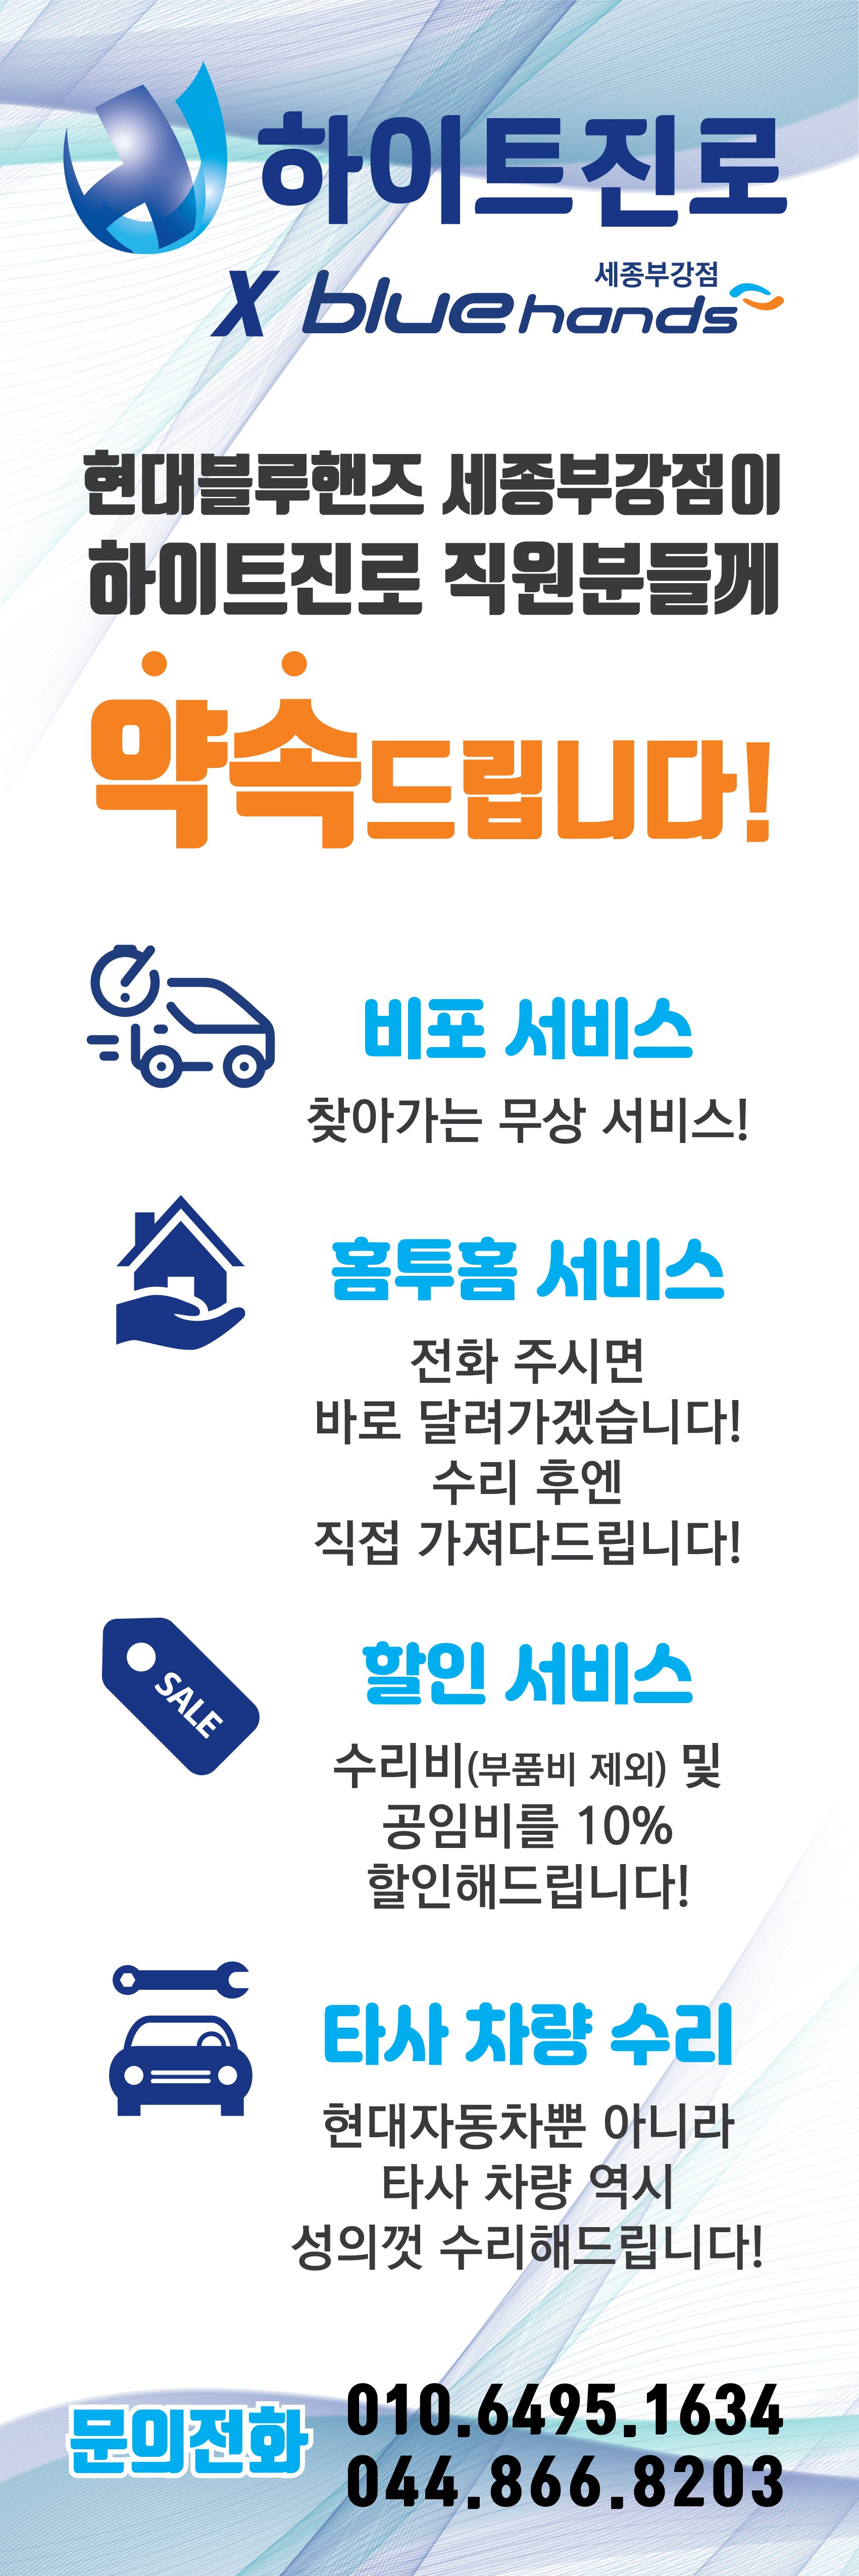 하이트진로
세종부강점
X bluehands
현대블루핸즈 세종부강점이
하이트진로 직원분들께
약속드립니다!
비포 서비스
찾아가는 무상 서비스!
홈투홈 서비스
전화 주시면
바로 달려가겠습니다!
수리 후엔
직접 가져다드립니다!
SALE
할인 서비스
수리비(부품비 제외) 및
공임비를 10%
할인해드립니다!
타사 차량 수리
현대자동차뿐 아니라
타사 차량 역시
성의껏 수리해드립니다!
문의전화
010.6495.1634
044.866.8203